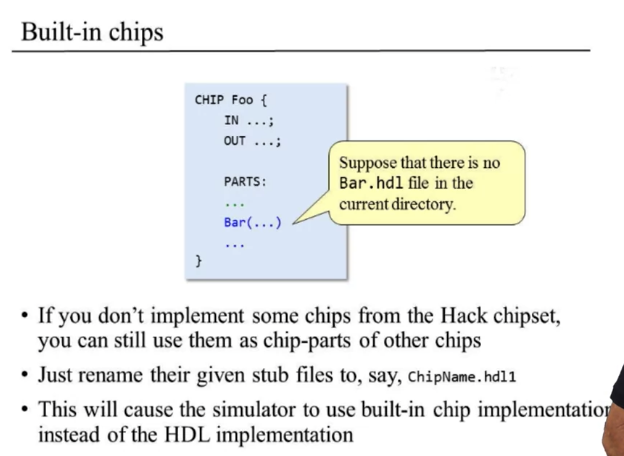 Built-in chips
CHIP Foo {
IN ...;
OUT ...;
PARTS:
...
Bar(...)
...
}
Suppose that there is no
Bar.hdl file in the
current directory.
• If you don’t implement some chips from the Hack chipset,
you can still use them as chip-parts of other chips
• Just rename their given stub files to, say, ChipName.hdl1
• This will cause the simulator to use built-in chip implementation
instead of the HDL implementation